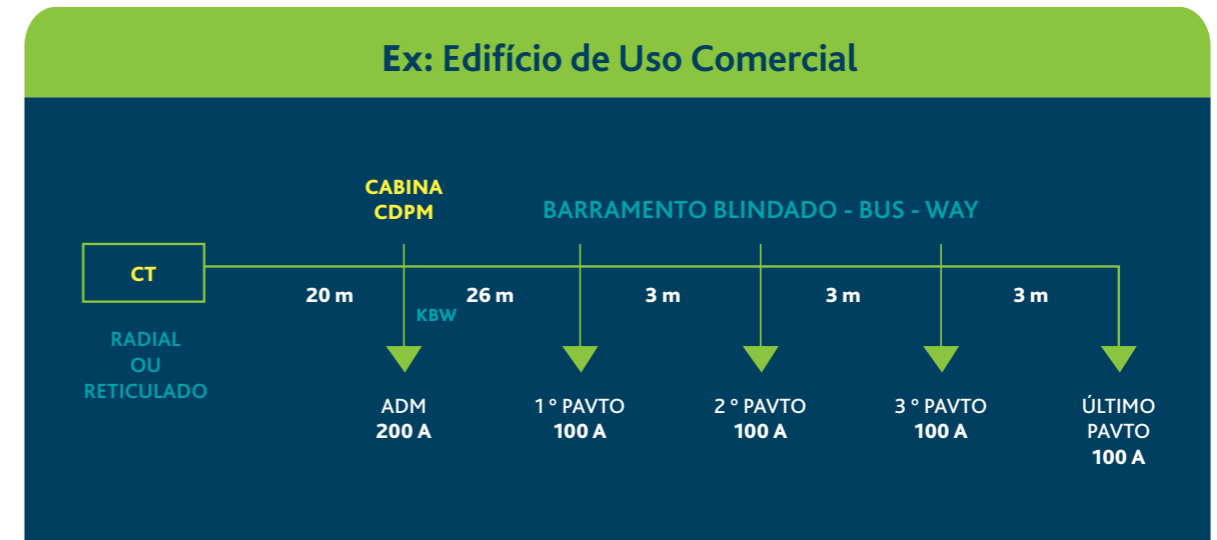 Ex: Edifício de Uso Comercial
CABINA
CDPM
BARRAMENTO BLINDADO - BUS - WAY
CT
20 m
26 m
3 m
3 m
3 m
KBW
RADIAL
OU
RETICULADO
ADM
200 A
1 º PAVTO
100 A
2 º PAVTO
100 A
3 º PAVTO
100 A
ÚLTIMO
PAVTO
100 A